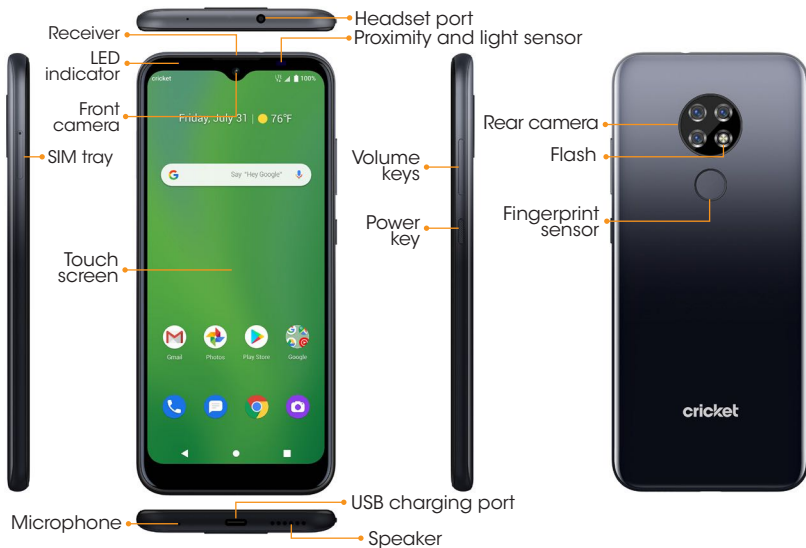 Headset port
Receiver
Proximity and light sensor
LED
indicator
cricket
100%
Front
camera
Friday, July 31 | 76°F
Rear camera
SIM tray
Volume
keys
Flash
G Say "Hey Google"
Power
key
Fingerprint
sensor
Touch
screen
Gmail
Photos
Play Store
Google
cricket
USB charging port
Microphone
Speaker